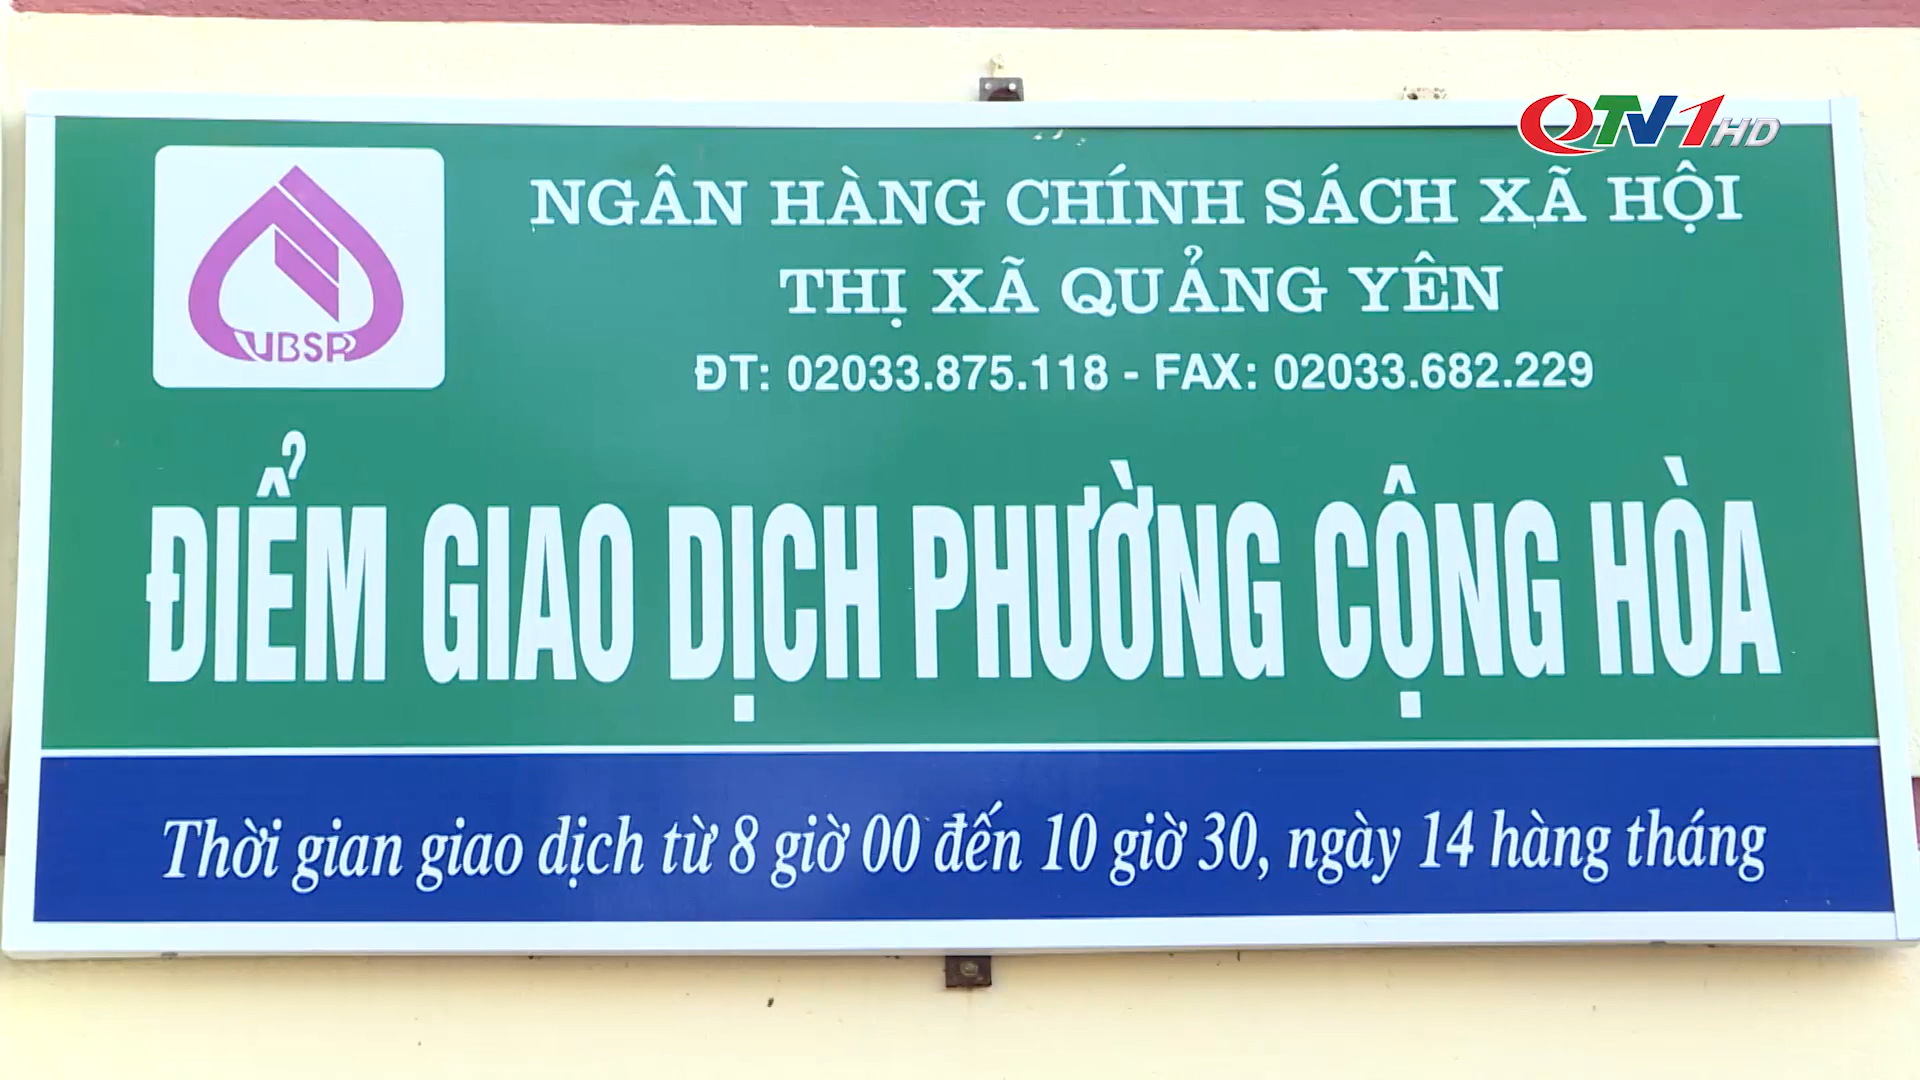 QTV1HD
NGÂN HÀNG CHÍNH SÁCH XÃ HỘI
THỊ XÃ QUẢNG YÊN
VBSP
ĐT: 02033.875.118 - FAX: 02033.682.229
ĐIỂM GIAO DỊCH PHƯỜNG CỘNG HÒA
Thời gian giao dịch từ 8 giờ 00 đến 10 giờ 30, ngày 14 hàng tháng